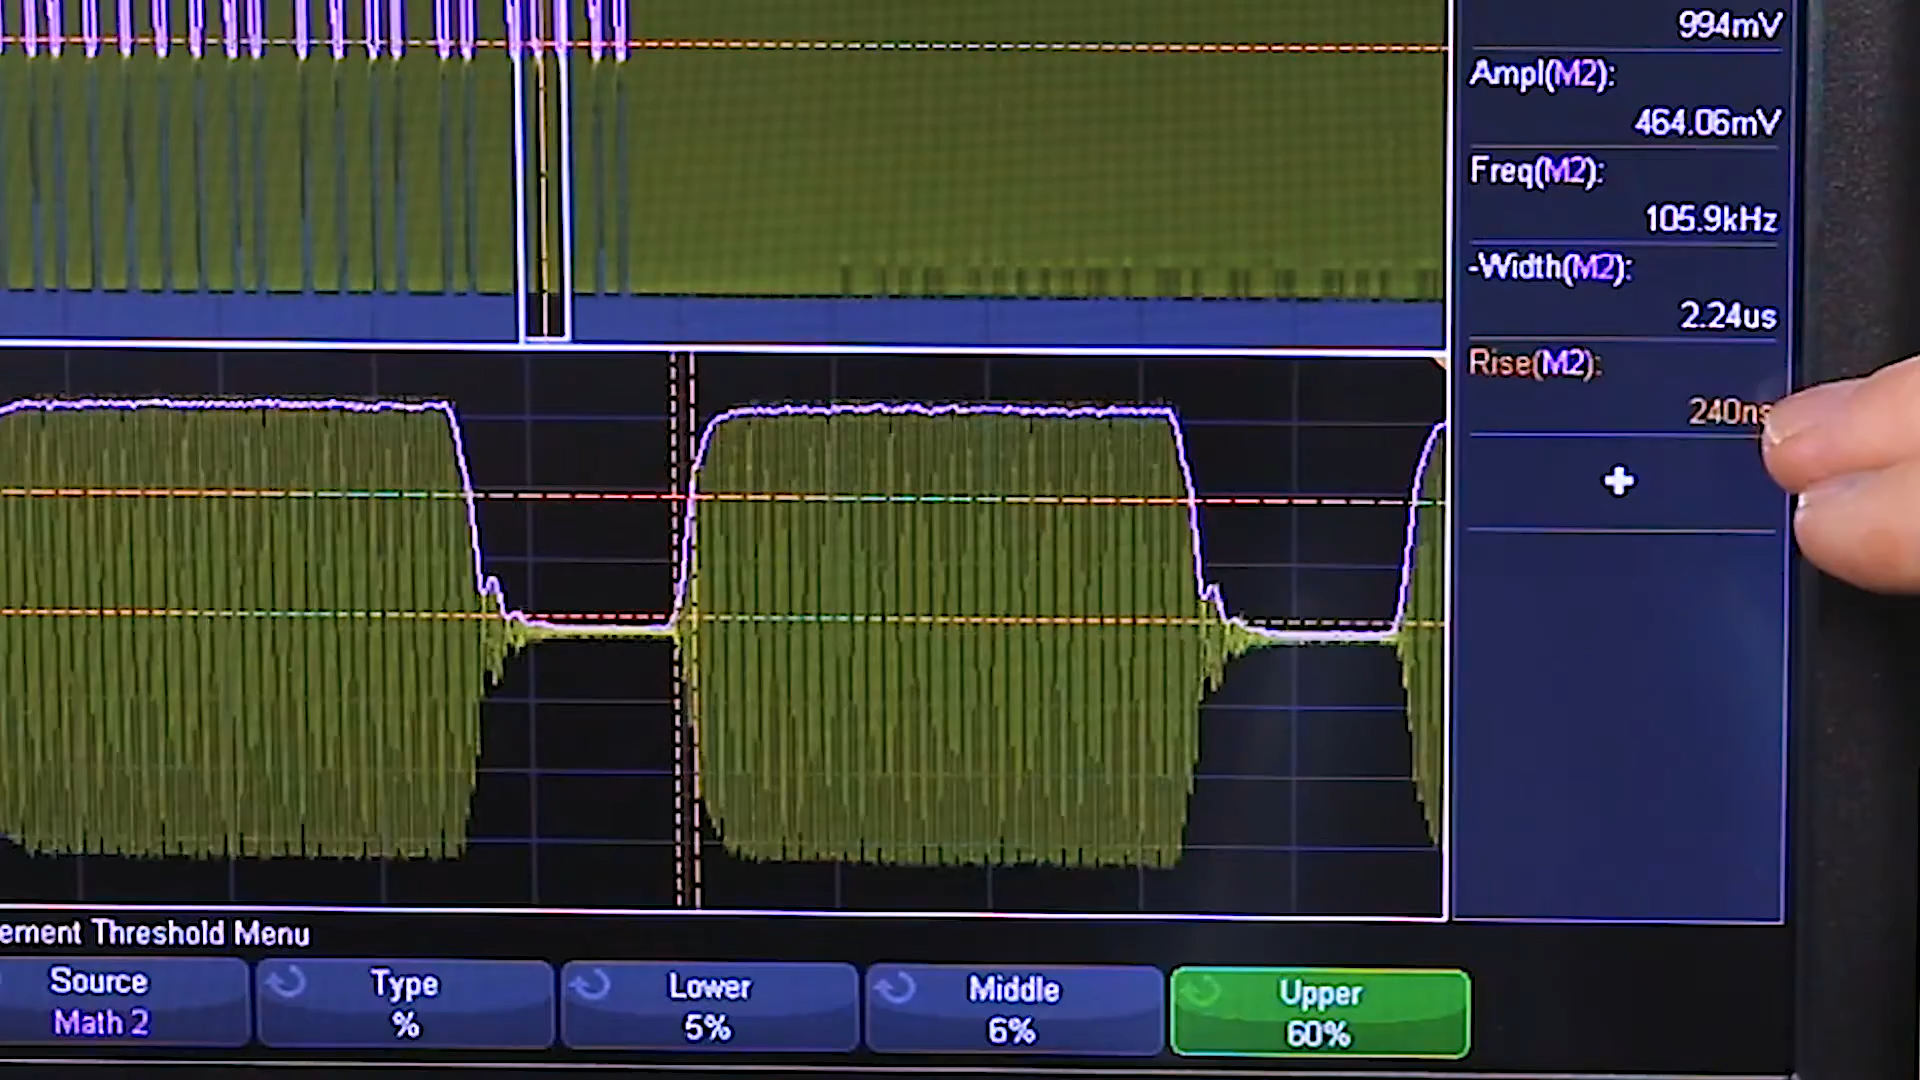 994mV
Ampl(M2):
464.06mV
Freq(M2):
105.9kHz
-Width(M2):
2.24us
Rise(M2):
240ns
ement Threshold Menu
Source
Math 2
Type
%
Lower
5%
Middle
6%
Upper
60%